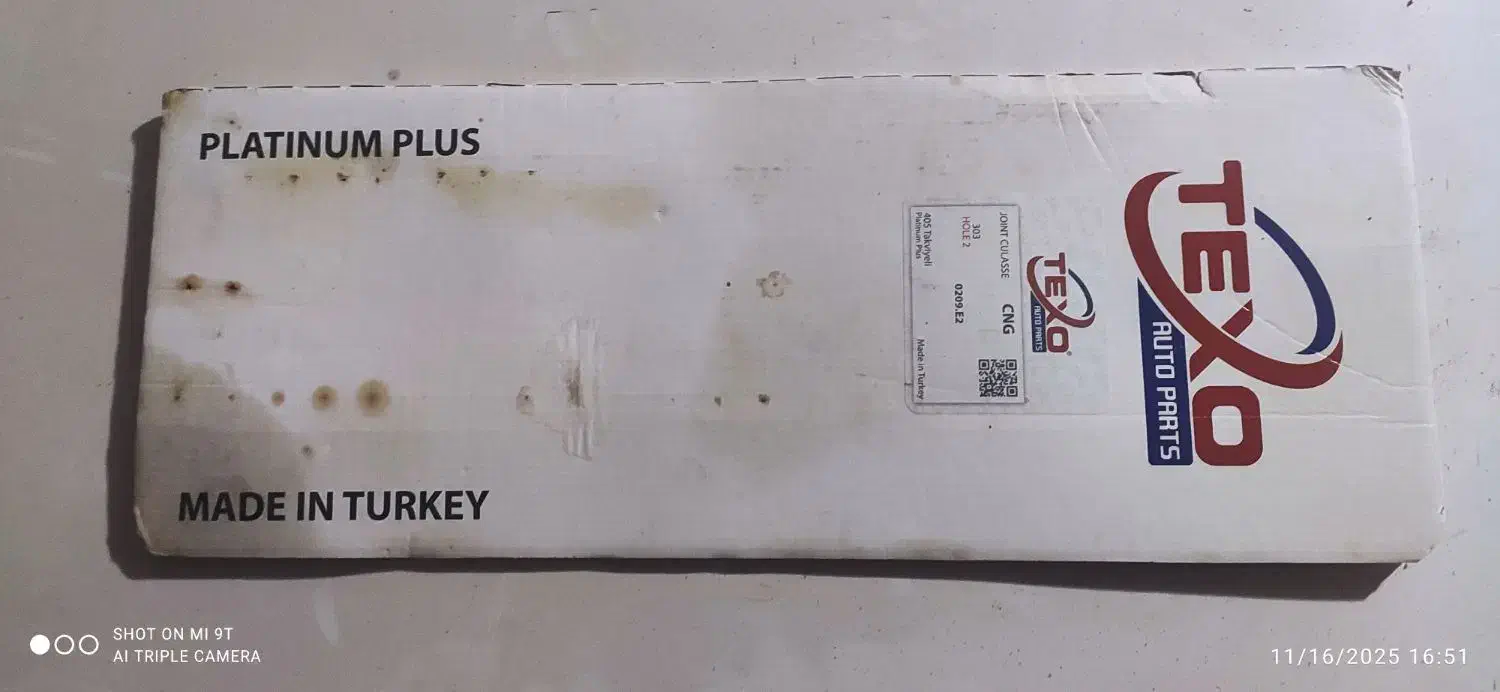 PLATINUM PLUS
MADE IN TURKEY
TEXO
AUTO PARTS
TEXO
AUTO PARTS
JOINT CULASSE
CNG
303
HOLE 2
0209.E2
405 Takviyeli
Platinum Plus
Made in Turkey
SHOT ON MI 9T
AI TRIPLE CAMERA
11/16/2025 16:51